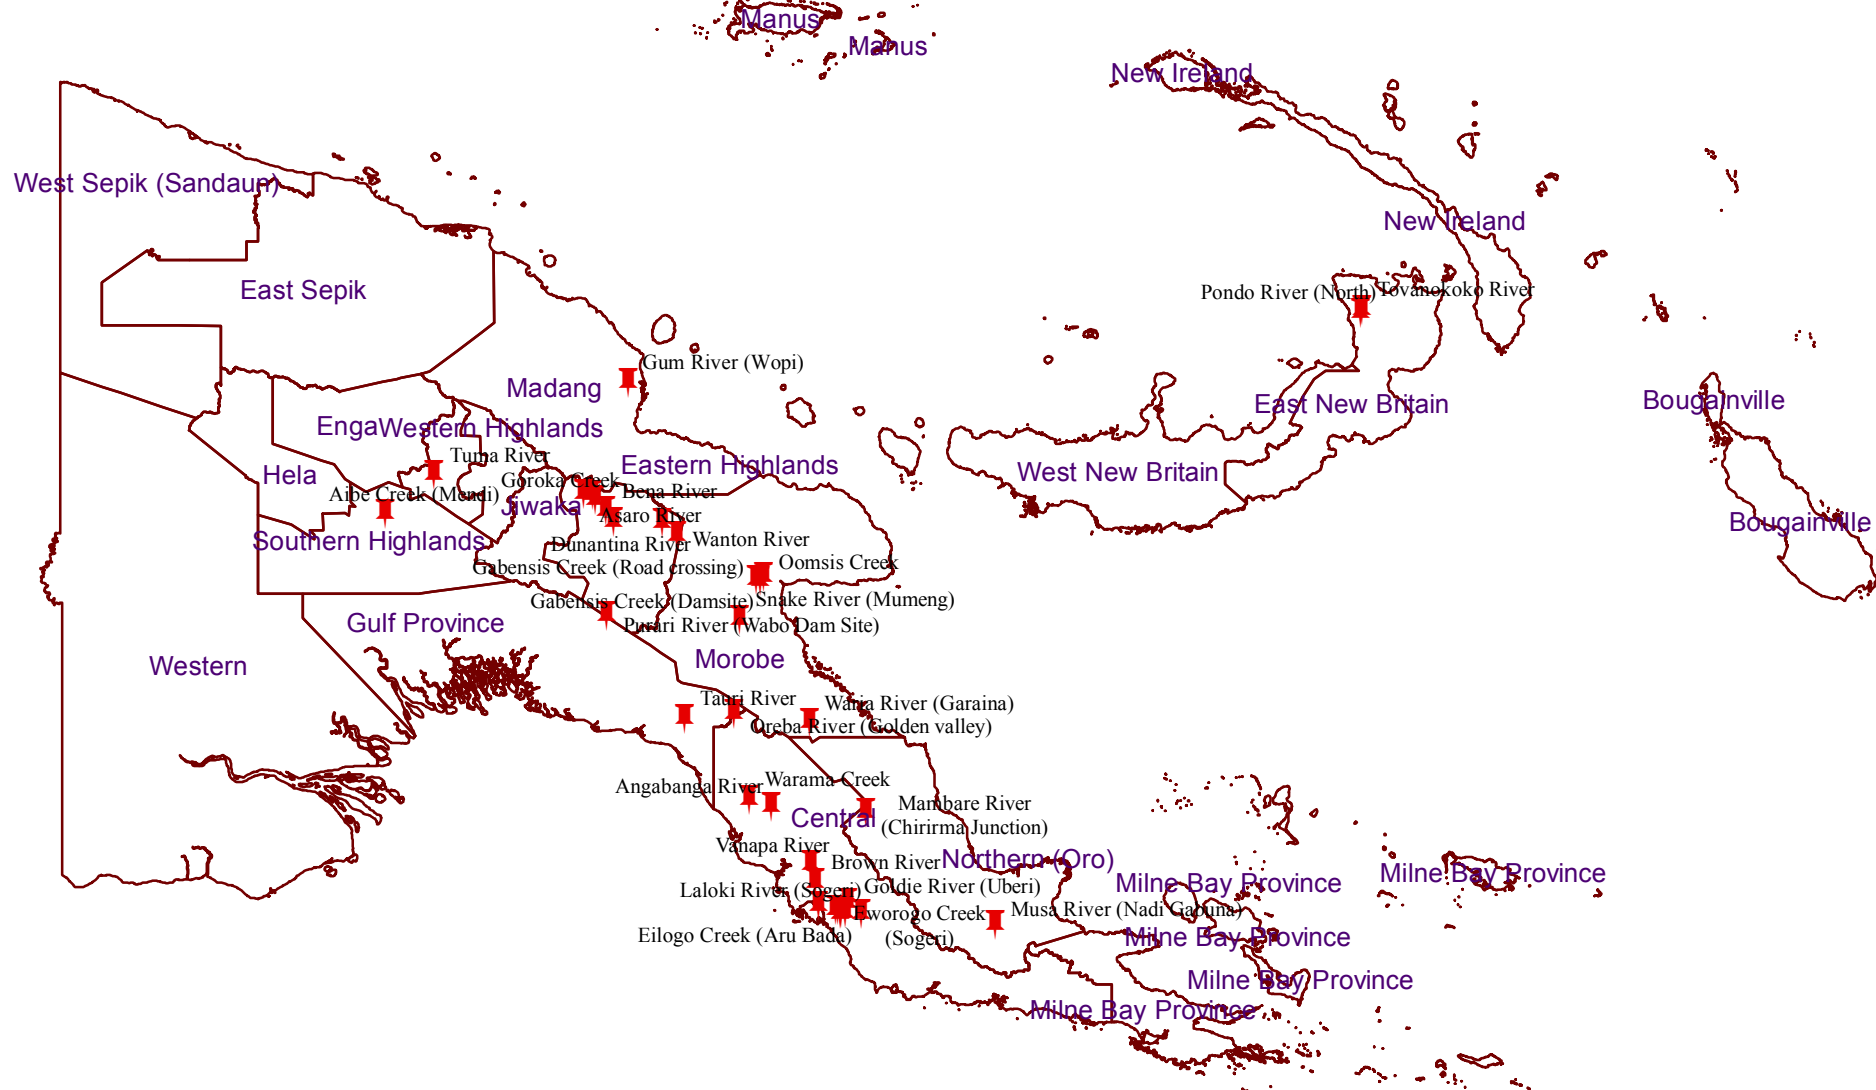 Manus
Manus
New Ireland
West Sepik (Sandaun)
New Ireland
East Sepik
Pondo River (North)
Tovanokoko River
Gum River (Wopi)
Madang
Bougainville
East New Britain
Enga
Western Highlands
Tuma River
Eastern Highlands
Hela
West New Britain
Goroka Creek
Aibe Creek (Mendi)
Bena River
Jiwaka
Asaro River
Bougainville
Southern Highlands
Dunantina River
Wanton River
Gabensis Creek (Road crossing)
Oomsis Creek
Gabensis Creek (Damsite)
Snake River (Mumeng)
Gulf Province
Purari River (Wabo Dam Site)
Western
Morobe
Tauri River
Waria River (Garaina)
Oreba River (Golden valley)
Angabanga River
Warama Creek
Mambare River
(Chirirma Junction)
Central
Vanapa River
Brown River
Northern (Oro)
Milne Bay Province
Milne Bay Province
Laloki River (Sogeri)
Goldie River (Uberi)
Eworogo Creek
(Sogeri)
Musa River (Nadi Gabuna)
Eilogo Creek (Aru Bada)
Milne Bay Province
Milne Bay Province
Milne Bay Province